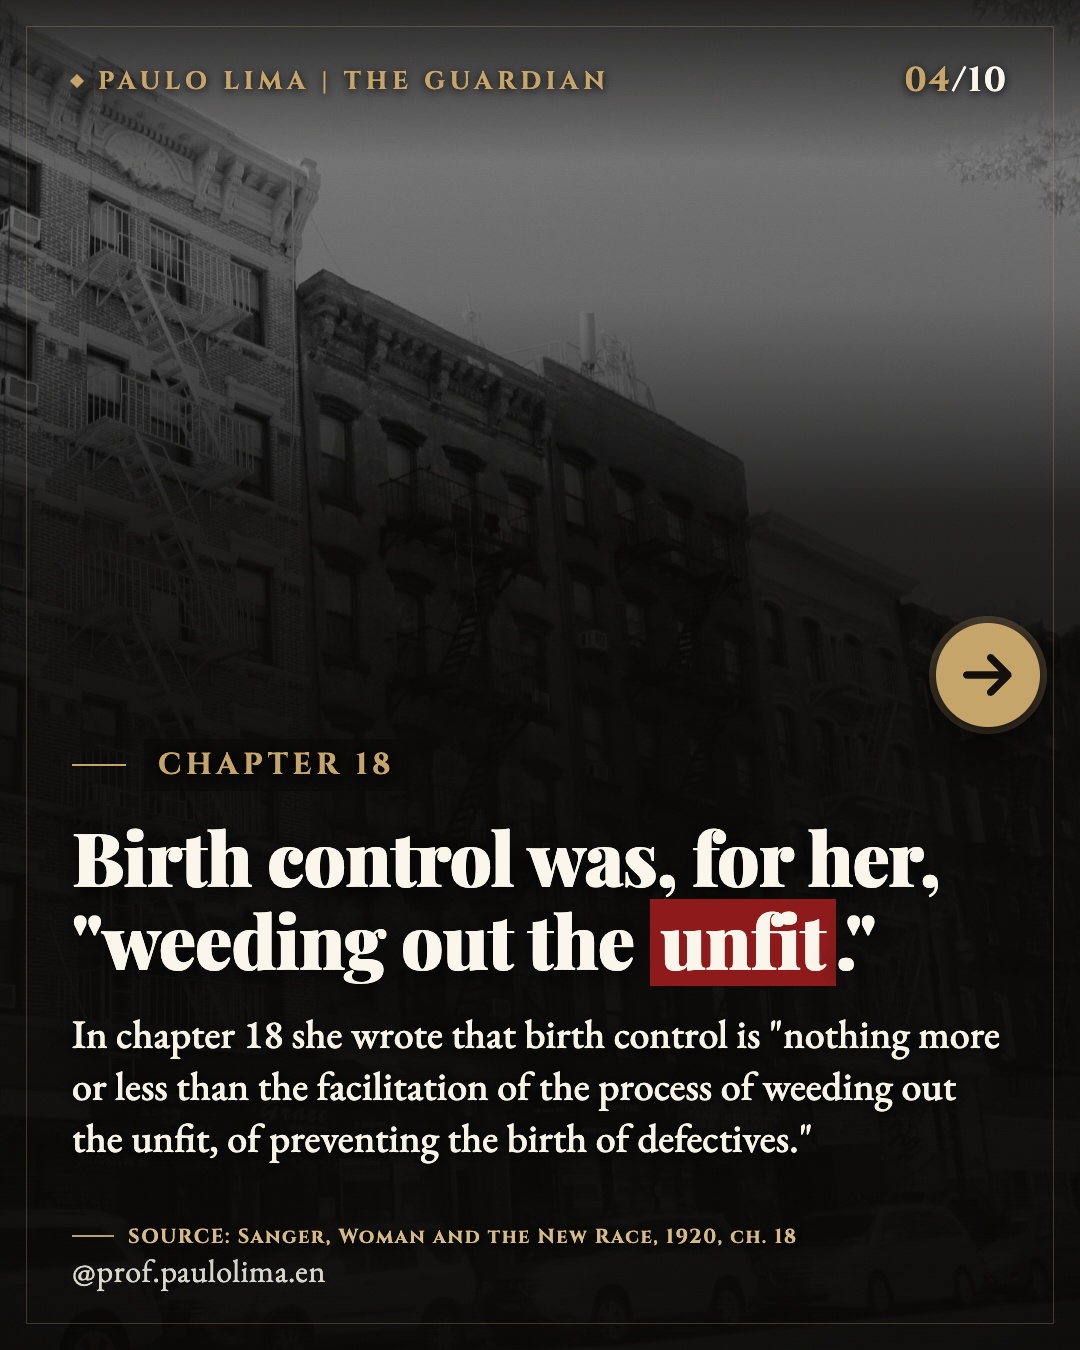 ◆ PAULO LIMA | THE GUARDIAN
04/10
CHAPTER 18
Birth control was, for her,
"weeding out the unfit."
In chapter 18 she wrote that birth control is "nothing more
or less than the facilitation of the process of weeding out
the unfit, of preventing the birth of defectives."
SOURCE: Sanger, Woman and the New Race, 1920, ch. 18
@prof.paulolima.en